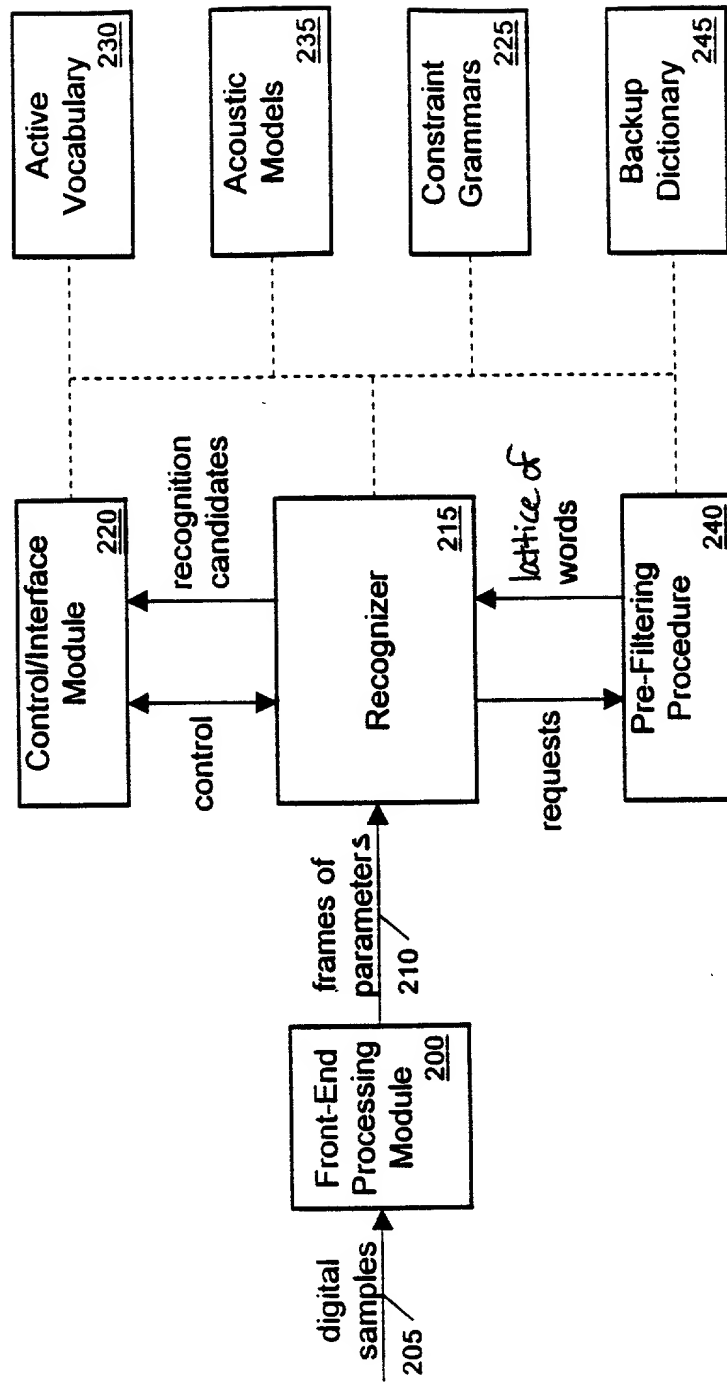 digital
samples
205
Front-End
Processing
Module
200
frames of
parameters
210
Control/Interface
Module
220
control
recognition
candidates
Recognizer
215
requests
lattice of
words
Pre-Filtering
Procedure
240
Active
Vocabulary
230
Acoustic
Models
235
Constraint
Grammars
225
Backup
Dictionary
245